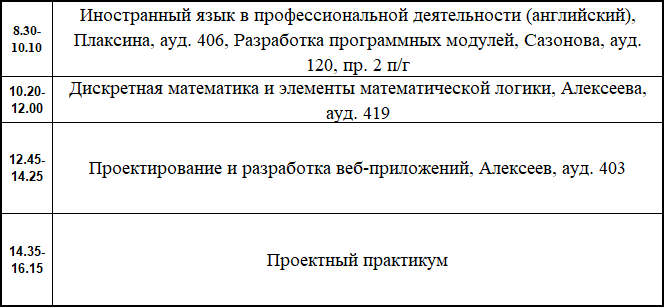 8.30-
10.10
Иностранный язык в профессиональной деятельности (английский),
Плаксина, ауд. 406, Разработка программных модулей, Сазонова, ауд.
120, пр. 2 п/г
10.20-
12.00
Дискретная математика и элементы математической логики, Алексеева,
ауд. 419
12.45-
14.25
Проектирование и разработка веб-приложений, Алексеев, ауд. 403
14.35-
16.15
Проектный практикум